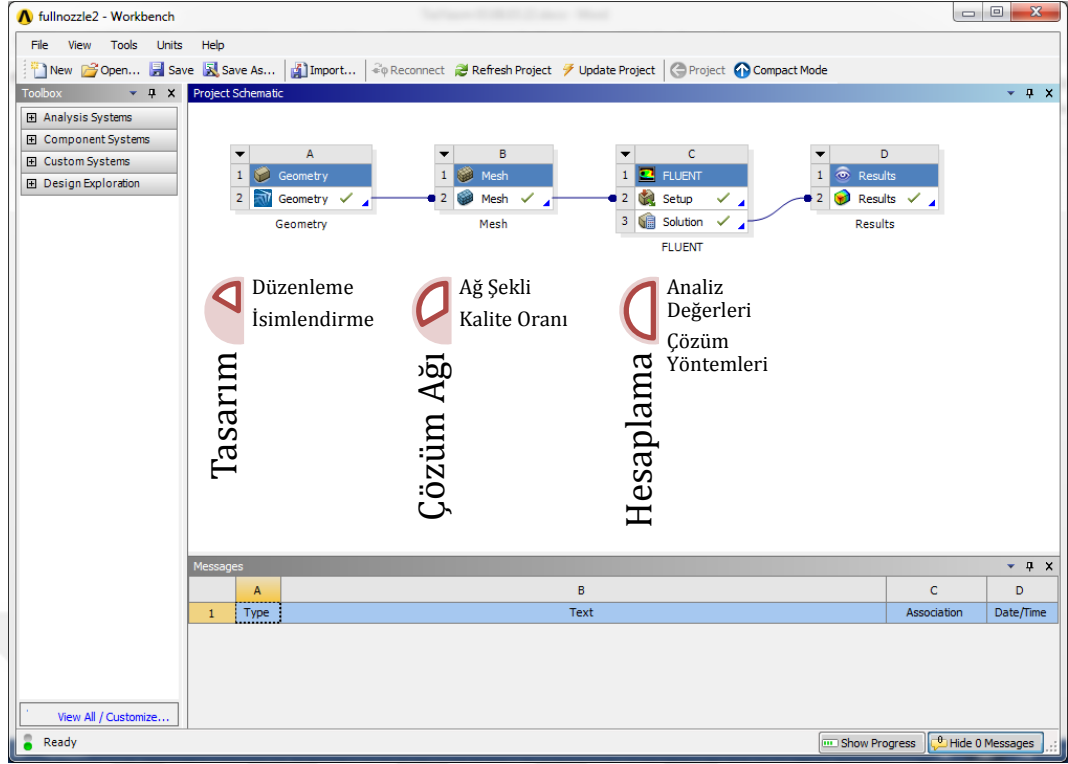 fullnozzle2 - Workbench
File View Tools Units Help
New Open... Save Save As... Import... Reconnect Refresh Project Update Project Project Compact Mode
Toolbox
Analysis Systems
Component Systems
Custom Systems
Design Exploration
View All / Customize...
Project Schematic
A
1 Geometry
2 Geometry
Geometry
B
1 Mesh
2 Mesh
Mesh
C
1 FLUENT
2 Setup
3 Solution
FLUENT
D
1 Results
2 Results
Results
Tasarım
Düzenleme
İsimlendirme
Çözüm Ağı
Ağ Şekli
Kalite Oranı
Hesaplama
Analiz
Değerleri
Çözüm
Yöntemleri
Messages
A B C D
1 Type Text Association Date/Time
Ready
Show Progress
0 Hide 0 Messages